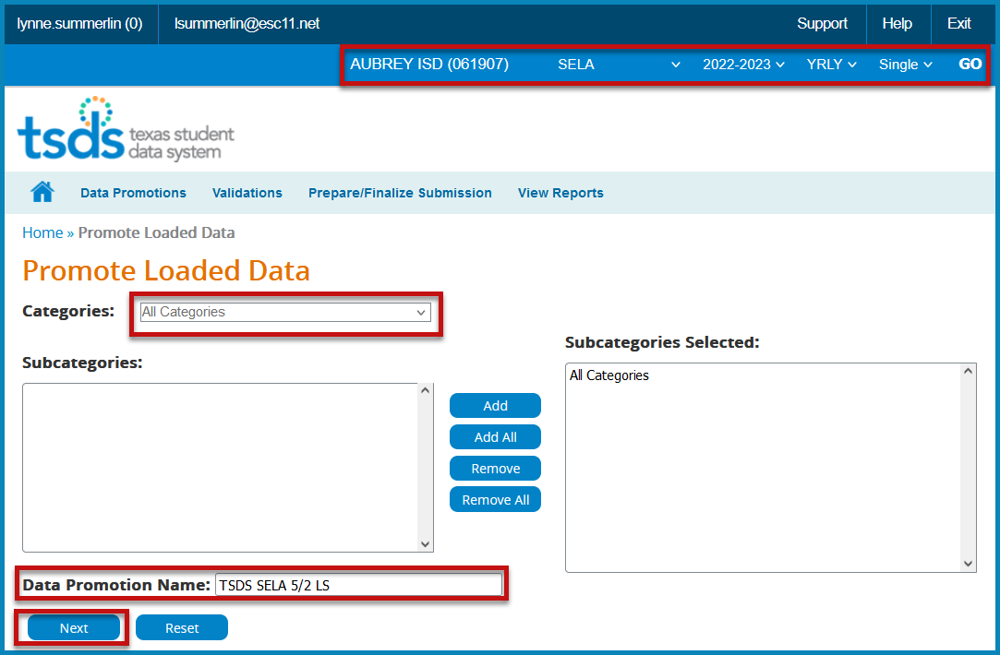 lynne.summerlin (0) lsummerlin@esc11.net Support Help Exit
AUBREY ISD (061907) SELA 2022-2023 YRLY Single GO
tsds texas student
data system
Data Promotions Validations Prepare/Finalize Submission View Reports
Home » Promote Loaded Data
Promote Loaded Data
Categories: All Categories
Subcategories:
Subcategories Selected:
All Categories
Add
Add All
Remove
Remove All
Data Promotion Name: TSDS SELA 5/2 LS
Next Reset